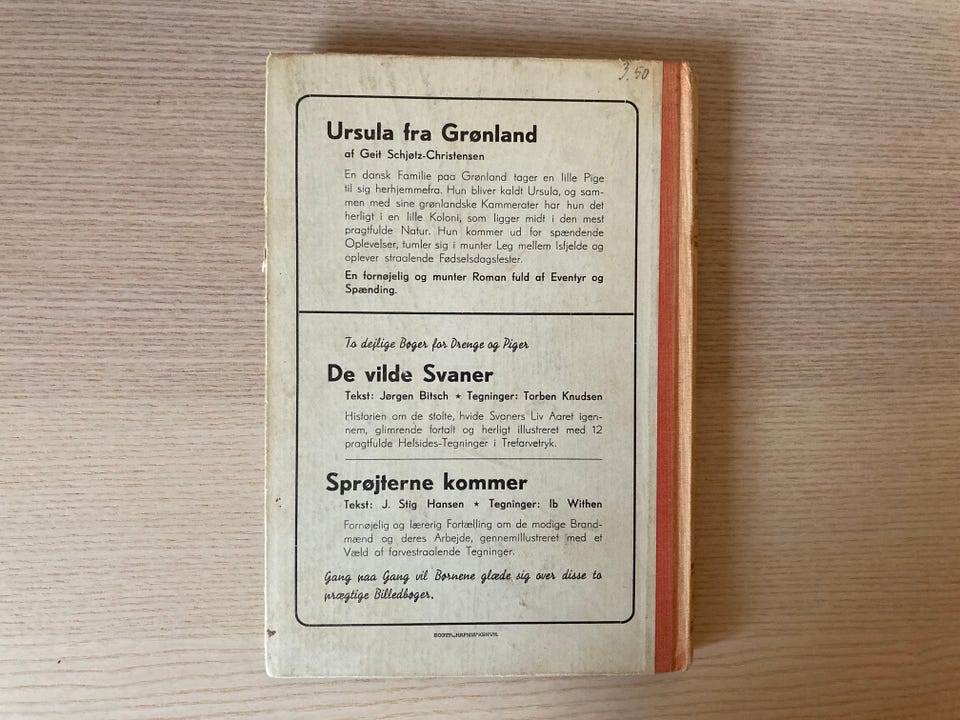 3.50
Ursula fra Grønland
af Geit Schjøtz-Christensen
En dansk Familie paa Grønland tager en lille Pige
til sig herhjemmefra. Hun bliver kaldt Ursula, og sam-
men med sine grønlandske Kammerater har hun det
herligt i en lille Koloni, som ligger midt i den mest
pragtfulde Natur. Hun kommer ud for spændende
Oplevelser, tumler sig i munter Leg mellem Isfjelde og
oplever straalende Fødselsdagsfester.
En fornøjelig og munter Roman fuld af Eventyr og
Spænding.
To dejlige Bøger for Drenge og Piger
De vilde Svaner
Tekst: Jørgen Bitsch ★ Tegninger: Torben Knudsen
Historien om de stolte, hvide Svaners Liv Aaret igen-
nem, glimrende fortalt og herligt illustreret med 12
pragtfulde Helsides-Tegninger i Trefarvetryk.
Sprøjterne kommer
Tekst: J. Stig Hansen ★ Tegninger: Ib Withen
Fornøjelig og lærerig Fortælling om de modige Brand-
mænd og deres Arbejde, gennemillustreret med et
Væld af farvestraalende Tegninger.
Gang paa Gang vil Børnene glæde sig over disse to
prægtige Billedbøger.